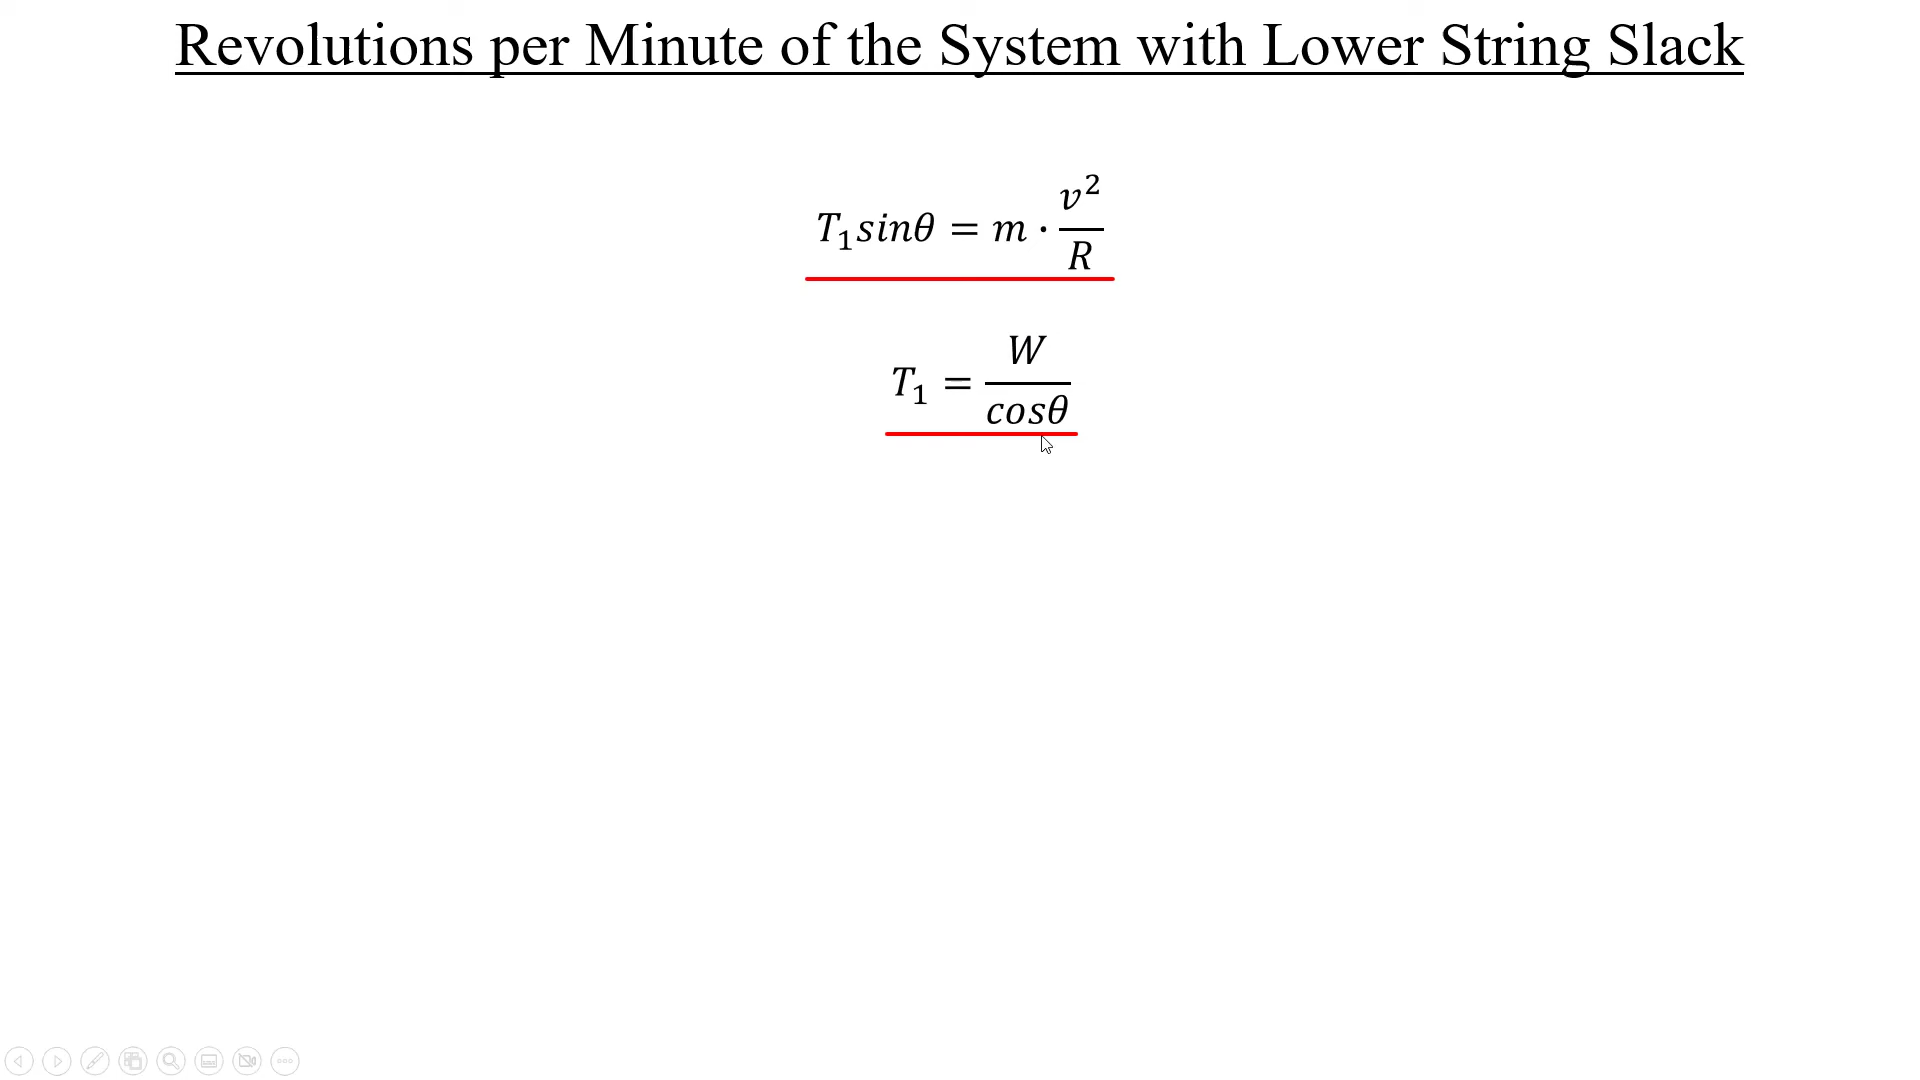 Revolutions per Minute of the System with Lower String Slack
T₁sinθ = m · v²/R
T₁ = W/cosθ